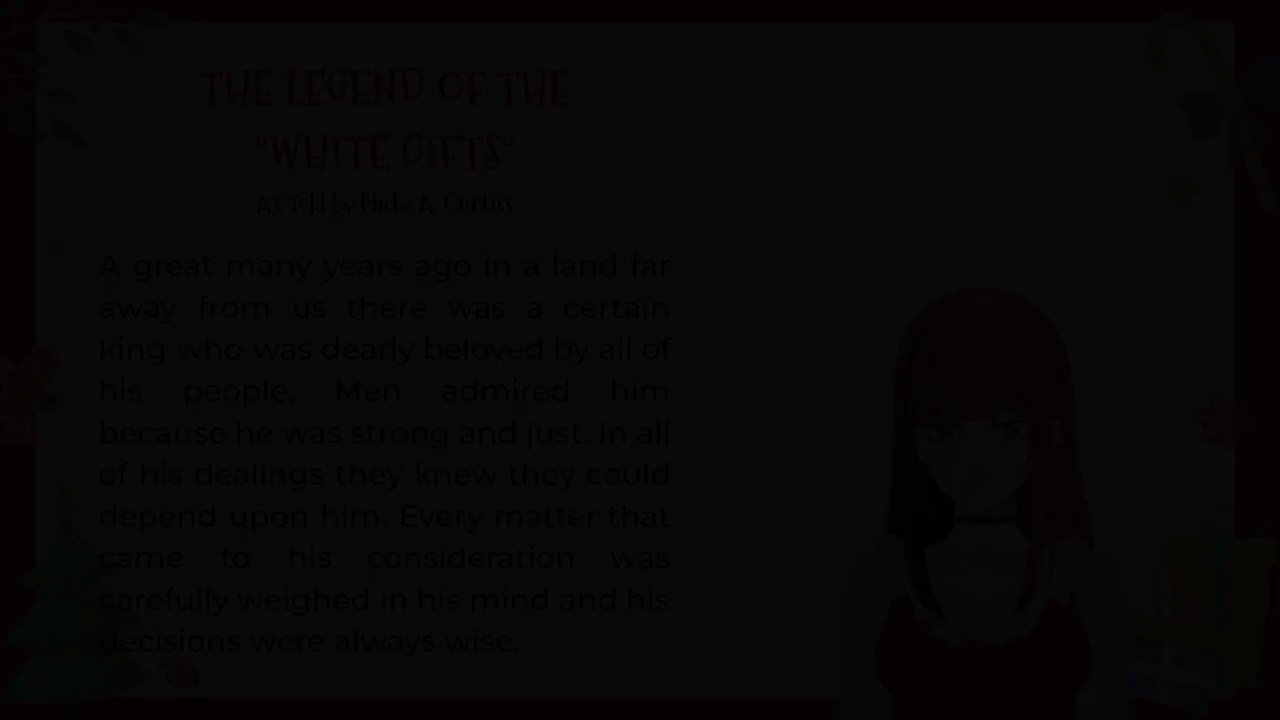 THE LEGEND OF THE
"WHITE GIFTS"
As Told by Phebe A. Curtiss
A great many years ago in a land far
away from us there was a certain
king who was dearly beloved by all of
his people. Men admired him
because he was strong and just. In all
of his dealings they knew they could
depend upon him. Every matter that
came to his consideration was
carefully weighed in his mind and his
decisions were always wise.